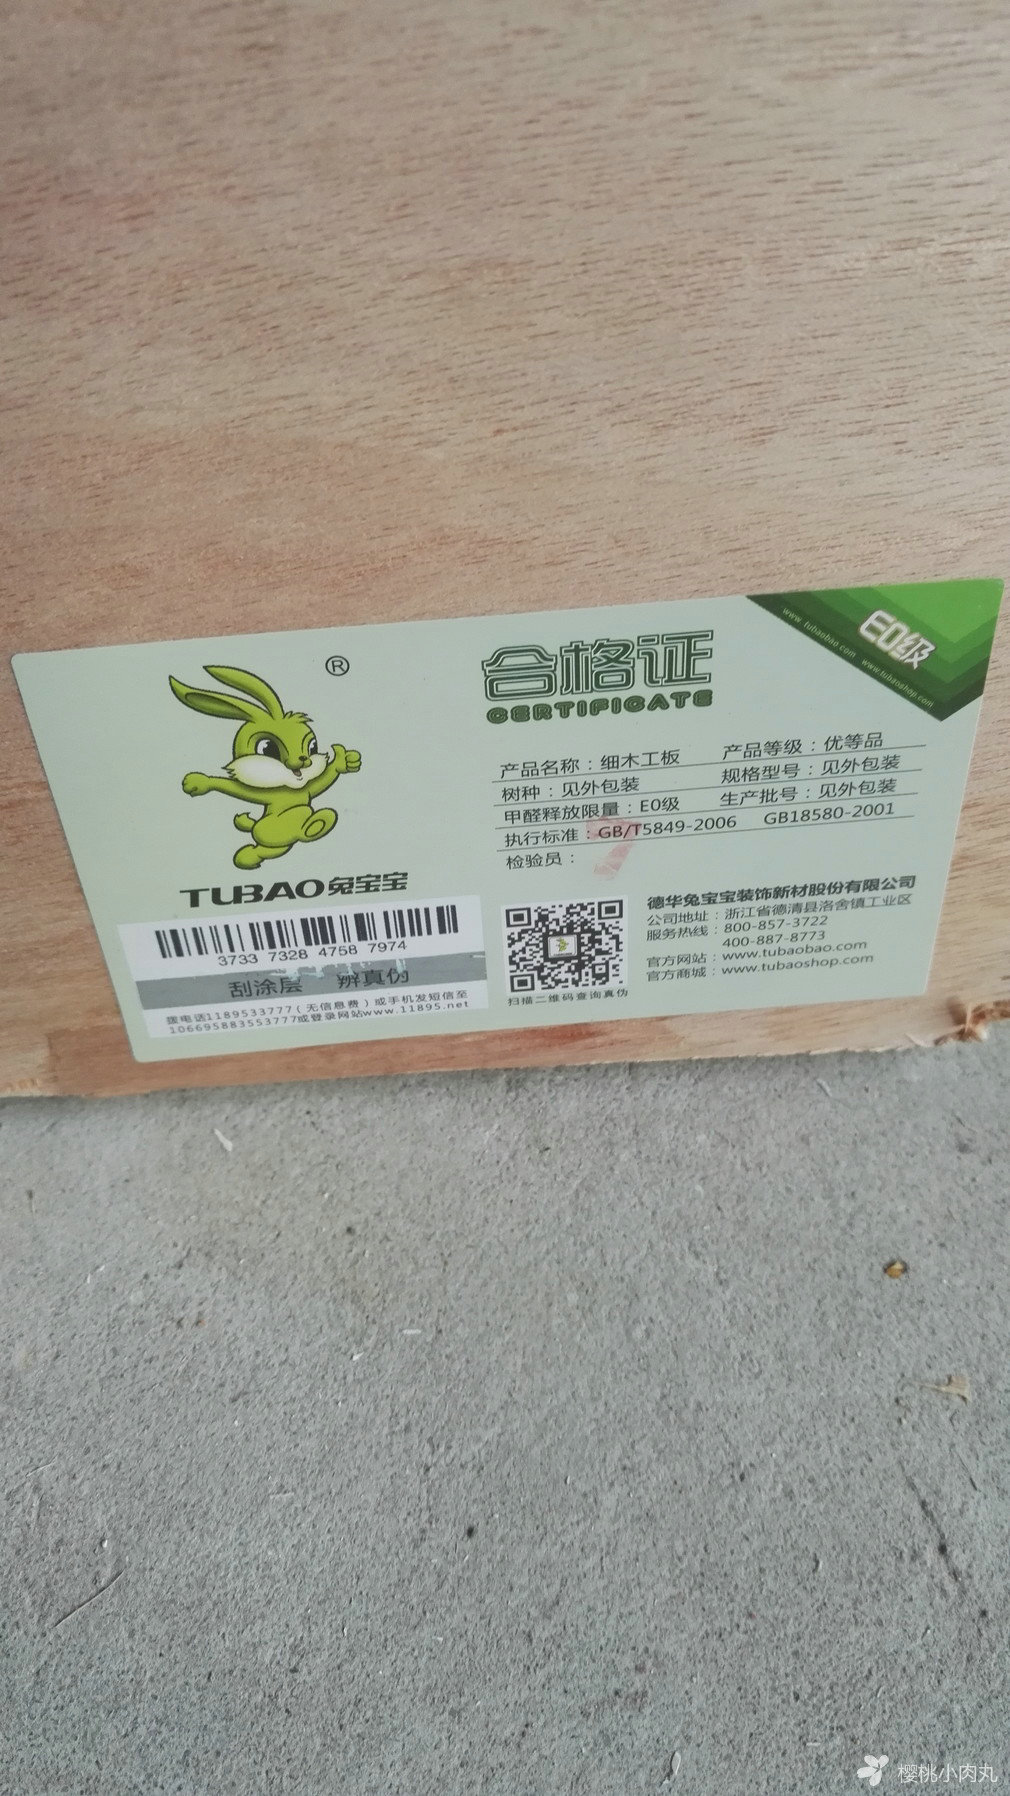 ®
合格证
CERTIFICATE
E0级
www.tubaobao.com www.tubaoshop.com
产品名称：细木工板 产品等级：优等品
树种：见外包装 规格型号：见外包装
甲醛释放限量：E0级 生产批号：见外包装
执行标准：GB/T5849-2006 GB18580-2001
检验员：
TUBAO兔宝宝
3733 7328 4758 7974
刮涂层 辨真伪
拨电话1189533777（无信息费）或手机发短信至
106695883553777或登录网站www.11895.net
扫描二维码查询真伪
德华兔宝宝装饰新材股份有限公司
公司地址：浙江省德清县洛舍镇工业区
服务热线：800-857-3722
400-887-8773
官方网站：www.tubaobao.com
官方商城：www.tubaoshop.com
樱桃小肉丸